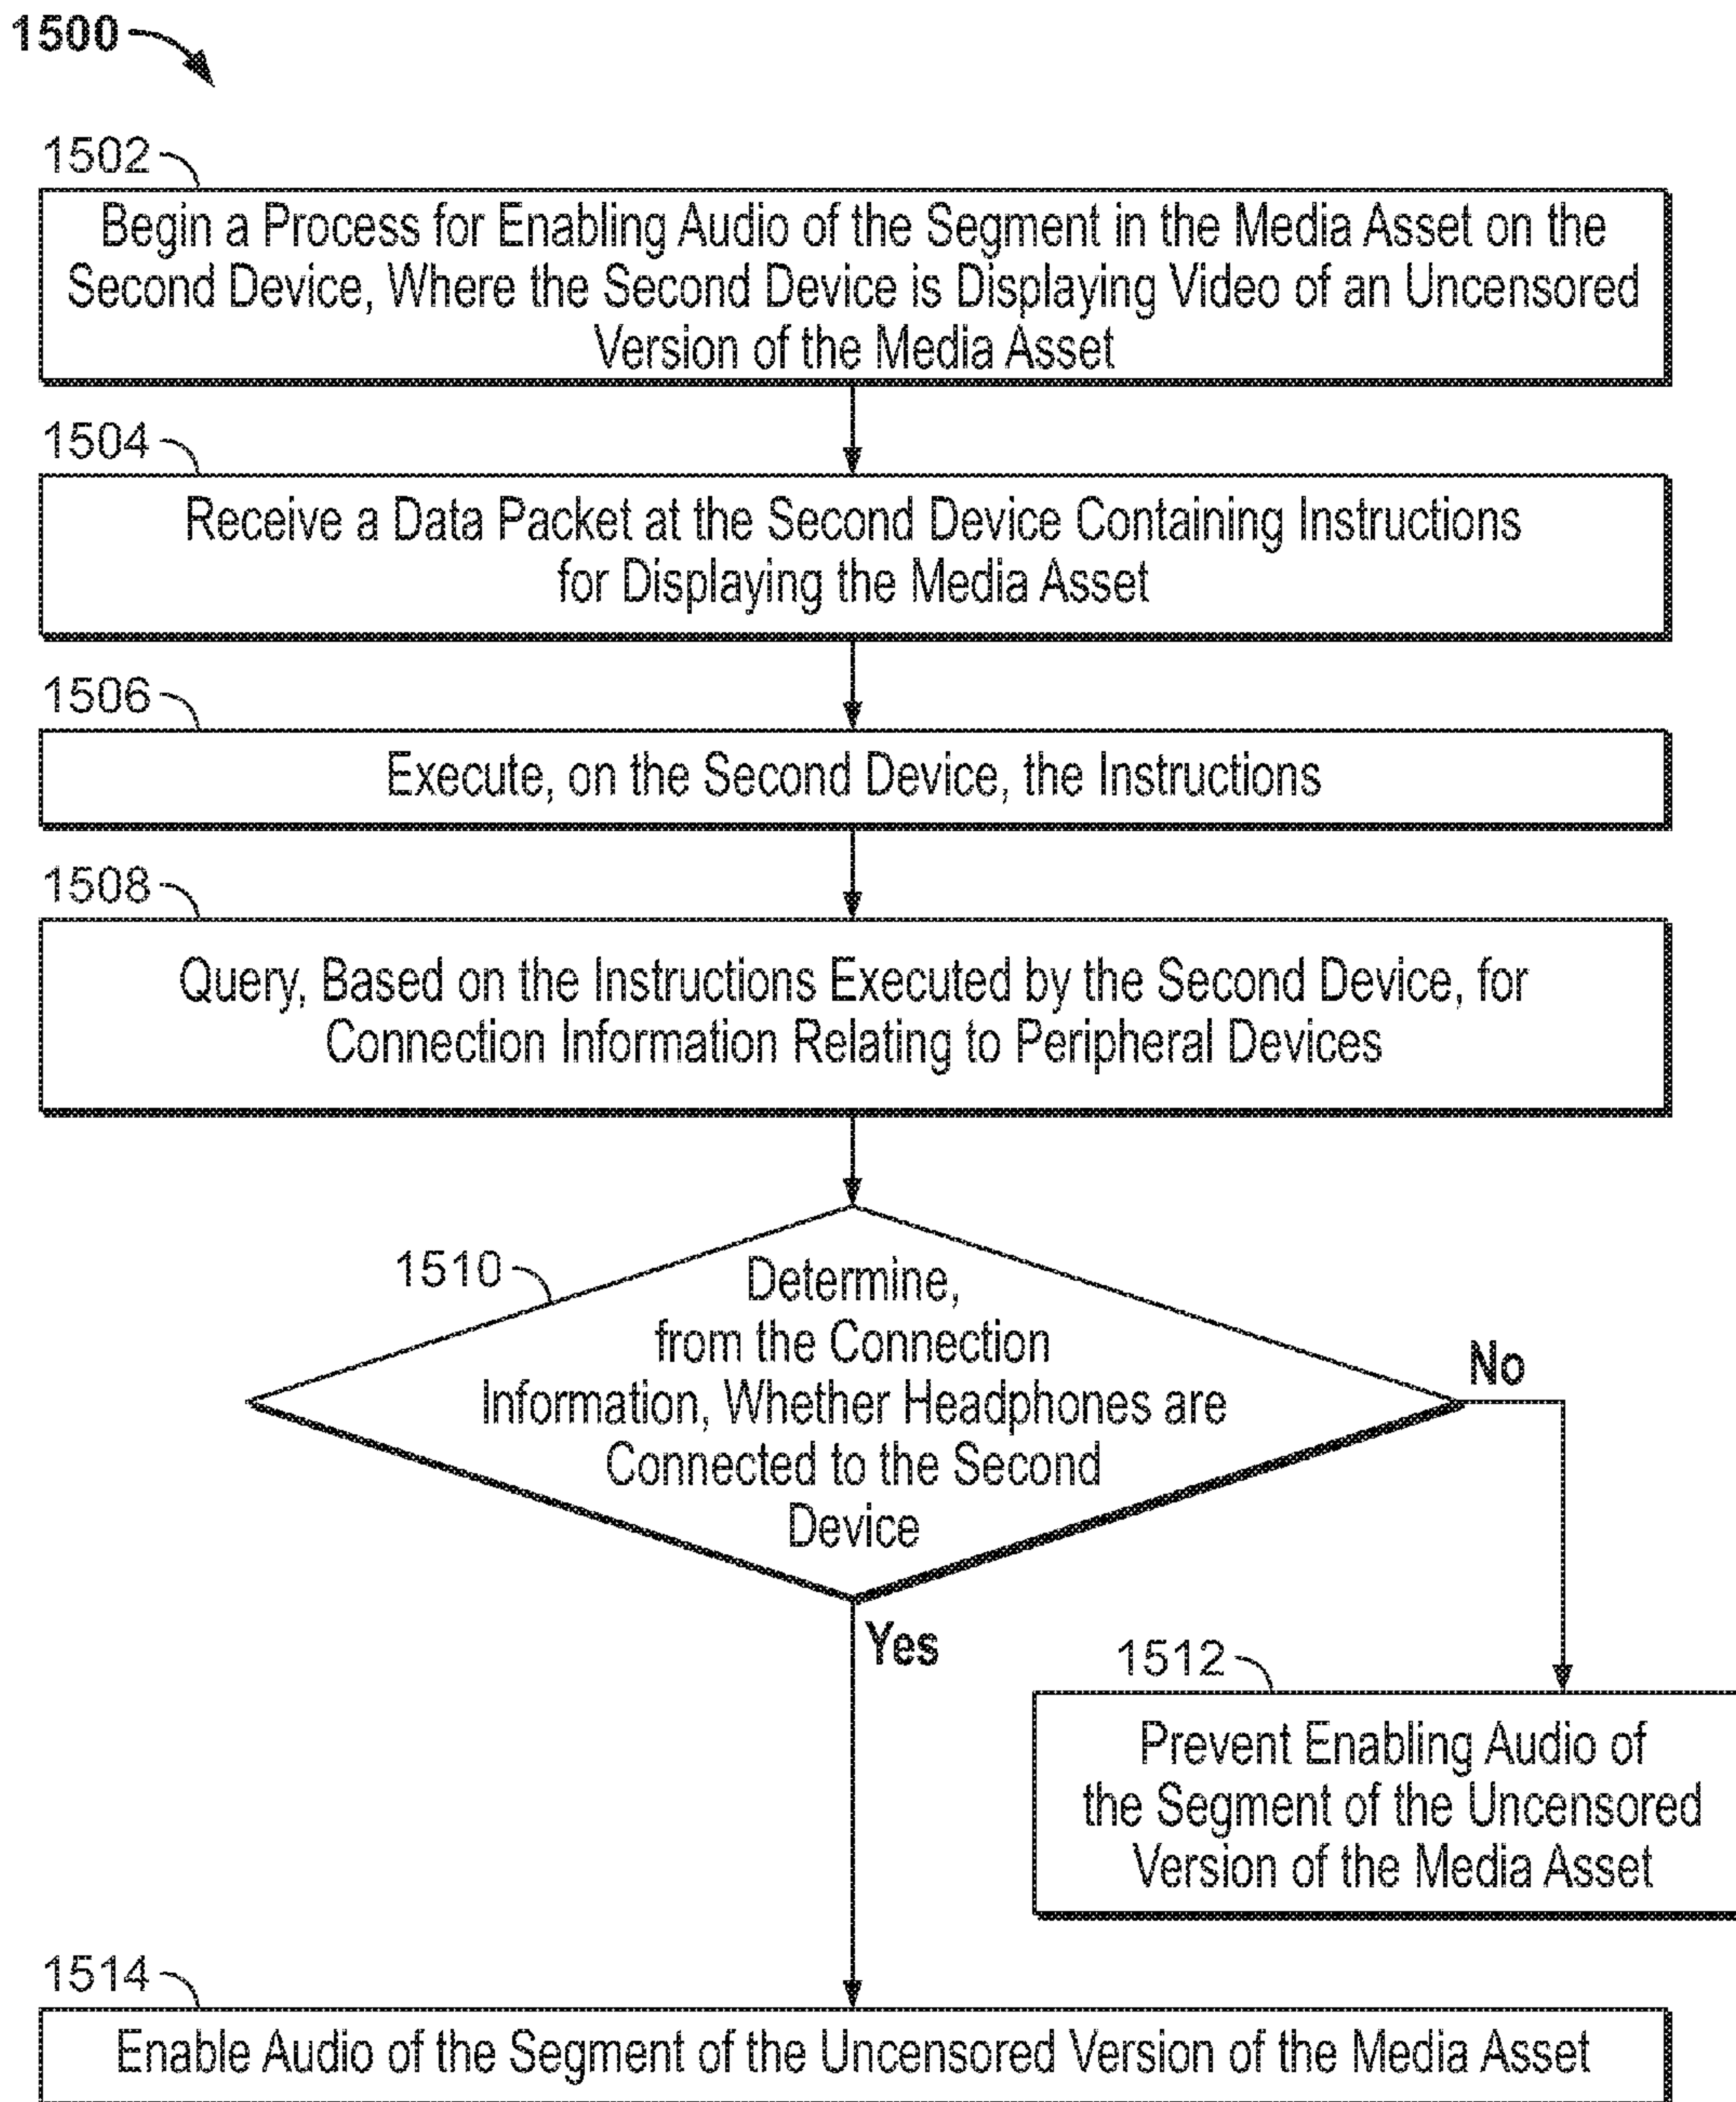 1500
1502
Begin a Process for Enabling Audio of the Segment in the Media Asset on the
Second Device, Where the Second Device is Displaying Video of an Uncensored
Version of the Media Asset
1504
Receive a Data Packet at the Second Device Containing Instructions
for Displaying the Media Asset
1506
Execute, on the Second Device, the Instructions
1508
Query, Based on the Instructions Executed by the Second Device, for
Connection Information Relating to Peripheral Devices
1510
Determine,
from the Connection
Information, Whether Headphones are
Connected to the Second
Device
No
Yes
1512
Prevent Enabling Audio of
the Segment of the Uncensored
Version of the Media Asset
1514
Enable Audio of the Segment of the Uncensored Version of the Media Asset